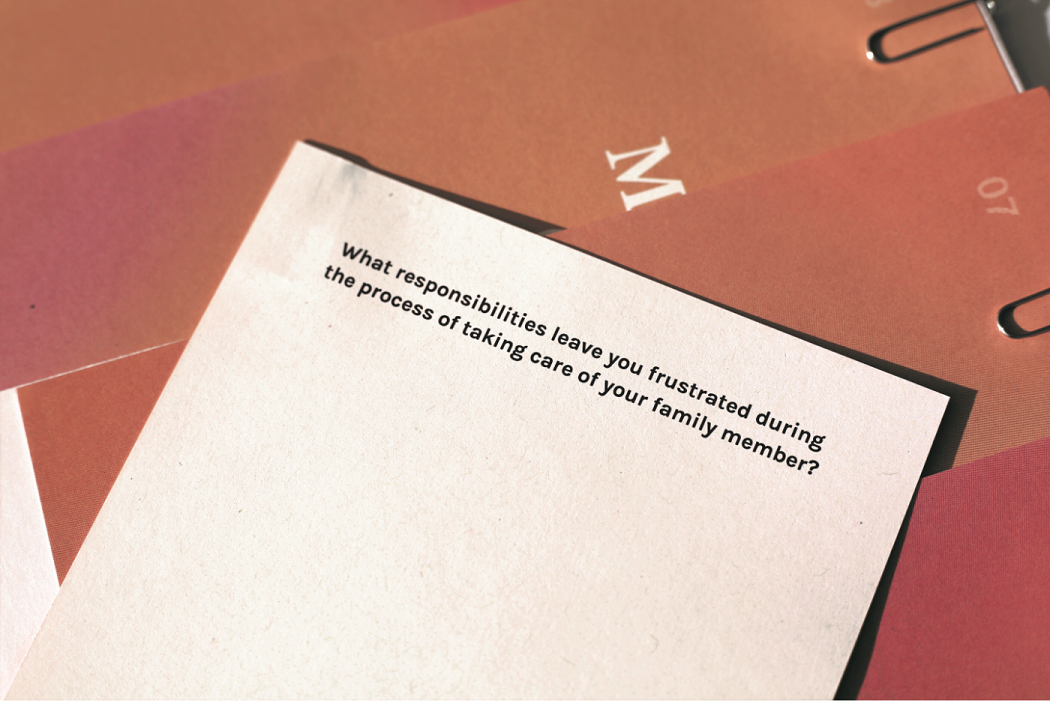 M
07
What responsibilities leave you frustrated during
the process of taking care of your family member?